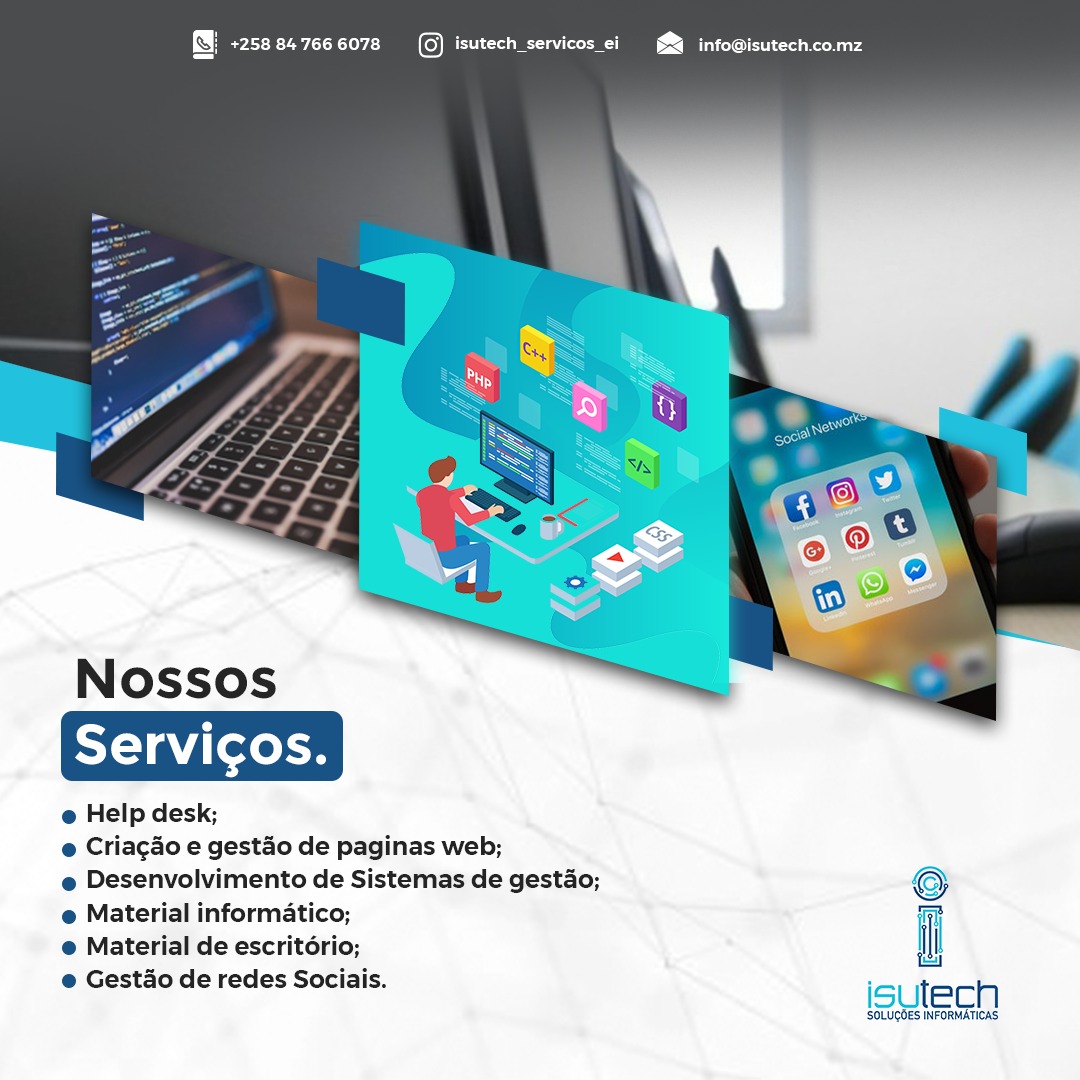 +258 84 766 6078
isutech_servicos_ei
info@isutech.co.mz
C++
PHP
{ }
</>
CSS
Social Networks
Facebook
Instagram
Twitter
Google+
Pinterest
Tumblr
LinkedIn
WhatsApp
Messenger
Nossos
Serviços.
Help desk;
Criação e gestão de paginas web;
Desenvolvimento de Sistemas de gestão;
Material informático;
Material de escritório;
Gestão de redes Sociais.
isutech
SOLUÇÕES INFORMÁTICAS